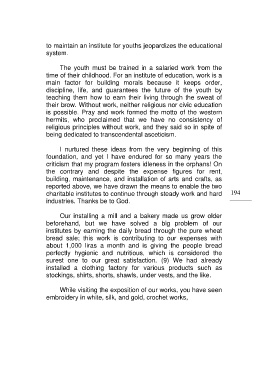 to maintain an institute for youths jeopardizes the educational
system.
The youth must be trained in a salaried work from the
time of their childhood. For an institute of education, work is a
main factor for building morals because it keeps order,
discipline, life, and guarantees the future of the youth by
teaching them how to earn their living through the sweat of
their brow. Without work, neither religious nor civic education
is possible. Pray and work formed the motto of the western
hermits, who proclaimed that we have no consistency of
religious principles without work, and they said so in spite of
being dedicated to transcendental asceticism.
I nurtured these ideas from the very beginning of this
foundation, and yet I have endured for so many years the
criticism that my program fosters idleness in the orphans! On
the contrary and despite the expense figures for rent,
building, maintenance, and installation of arts and crafts, as
reported above, we have drawn the means to enable the two
charitable institutes to continue through steady work and hard
industries. Thanks be to God.
194
Our installing a mill and a bakery made us grow older
beforehand, but we have solved a big problem of our
institutes by earning the daily bread through the pure wheat
bread sale; this work is contributing to our expenses with
about 1,000 liras a month and is giving the people bread
perfectly hygienic and nutritious, which is considered the
surest one to our great satisfaction. (9) We had already
installed a clothing factory for various products such as
stockings, shirts, shorts, shawls, under vests, and the like.
While visiting the exposition of our works, you have seen
embroidery in white, silk, and gold, crochet works,